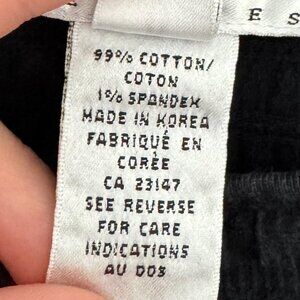 E S
99% COTTON/
COTON
1% SPANDEX
MADE IN KOREA
FABRIQUÉ EN
CORÉE
CA 23147
SEE REVERSE
FOR CARE
INDICATIONS
AU DOS